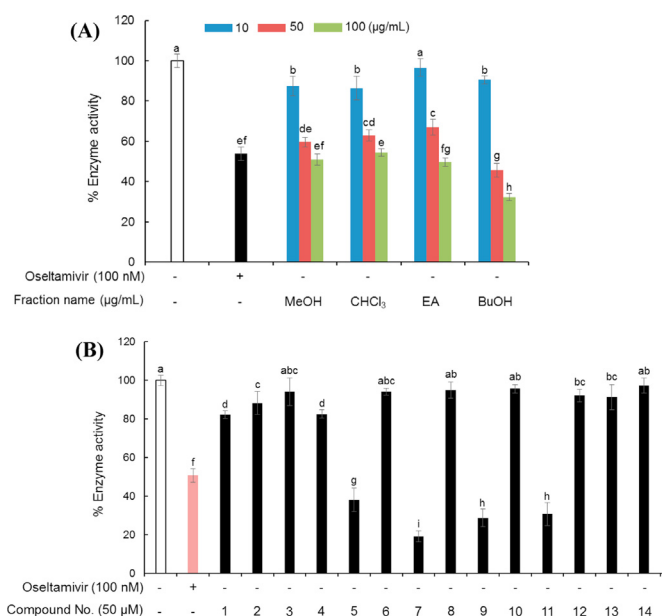 (A)
10 50 100 (µg/mL)
% Enzyme activity
120
100
80
60
40
20
0
a ef b de ef b cd e a c fg b g h
Oseltamivir (100 nM) - + - - - -
Fraction name (µg/mL) - - MeOH CHCl₃ EA BuOH
(B)
% Enzyme activity
120
100
80
60
40
20
0
a f d c abc d g abc i ab h ab h bc bc a
Oseltamivir (100 nM) - + - - - - - - - - - - - - - -
Compound No. (50 µM) - - 1 2 3 4 5 6 7 8 9 10 11 12 13 14